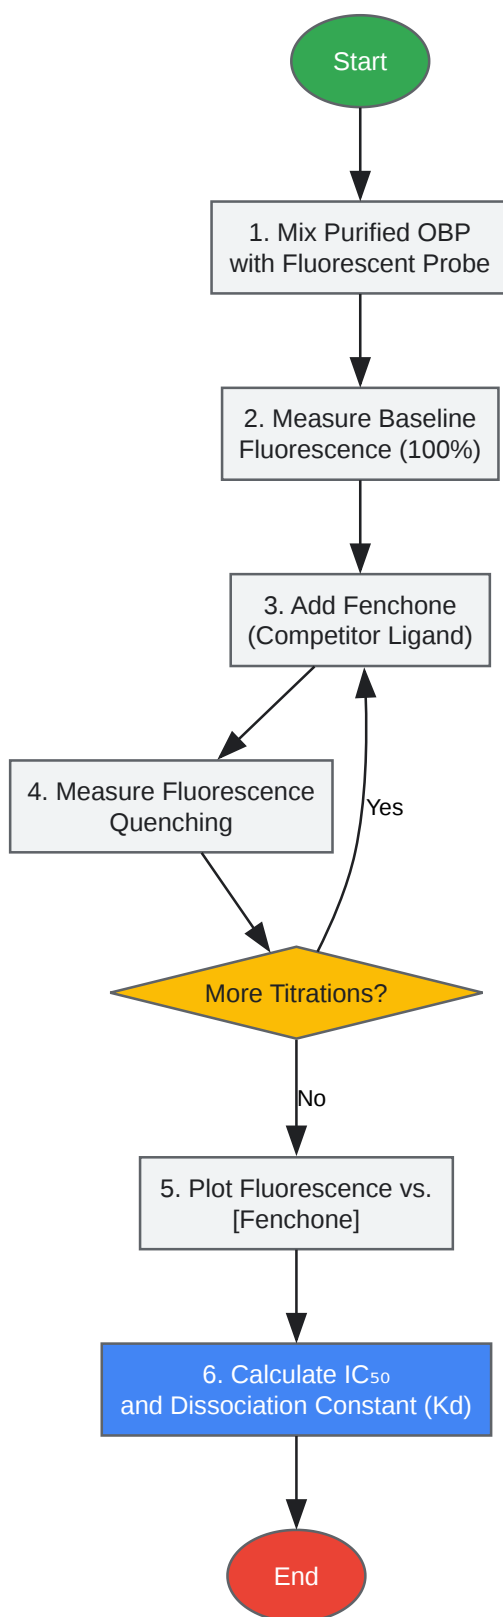 Start
1. Mix Purified OBP
with Fluorescent Probe
2. Measure Baseline
Fluorescence (100%)
3. Add Fenchone
(Competitor Ligand)
4. Measure Fluorescence
Quenching
Yes
More Titrations?
No
5. Plot Fluorescence vs.
[Fenchone]
6. Calculate IC₅₀
and Dissociation Constant (Kd)
End